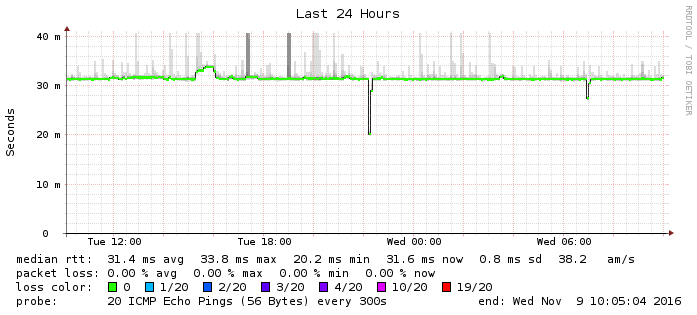 Last 24 Hours
RRDTOOL / TOBI OETIKER
Seconds
40 m
30 m
20 m
10 m
0
Tue 12:00 Tue 18:00 Wed 00:00 Wed 06:00
median rtt: 31.4 ms avg 33.8 ms max 20.2 ms min 31.6 ms now 0.8 ms sd 38.2 am/s
packet loss: 0.00 % avg 0.00 % max 0.00 % min 0.00 % now
loss color: 0 1/20 2/20 3/20 4/20 10/20 19/20
probe: 20 ICMP Echo Pings (56 Bytes) every 300s end: Wed Nov 9 10:05:04 2016